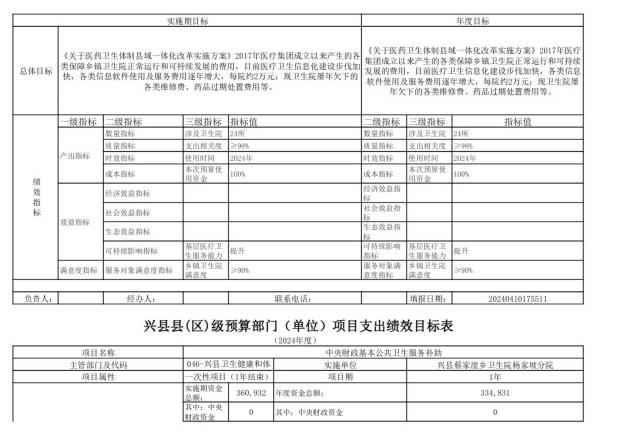 实施期目标 年度目标
总体目标
《关于医药卫生体制县域一体化改革实施方案》2017年医疗集团成立以来产生的各
类保障乡镇卫生院正常运行和可持续发展的费用，目前医疗卫生信息化建设步伐加
快，各类信息软件使用及服务费用逐年增大，每院约2万元；现卫生院屡年欠下的
各类维修费、药品过期处置费用等。
《关于医药卫生体制县域一体化改革实施方案》2017年医疗
集团成立以来产生的各类保障乡镇卫生院正常运行和可持续
发展的费用，目前医疗卫生信息化建设步伐加快，各类信息
软件使用及服务费用逐年增大，每院约2万元；现卫生院屡
年欠下的各类维修费、药品过期处置费用等。
绩效指标
一级指标 二级指标 三级指标 指标值 二级指标 三级指标 指标值
产出指标
数量指标 涉及卫生院 24所 数量指标 涉及卫生院 24所
质量指标 支出相关度 ≥98% 质量指标 支出相关度 ≥98%
时效指标 使用时间 2024年 时效指标 使用时间 2024年
成本指标 本次预算使用资金 100% 成本指标 本次预算使用资金 100%
效益指标
经济效益指标 经济效益指标
社会效益指标 社会效益指标
生态效益指标 生态效益指标
可持续影响指标 基层医疗卫生服务能力 提升 可持续影响指标 基层医疗卫生服务能力 提升
满意度指标 服务对象满意度指标 乡镇卫生院满意度 ≥90% 服务对象满意度指标 乡镇卫生院满意度 ≥90%
负责人： 经办人： 联系电话： 填报日期： 20240410175511
兴县县(区)级预算部门（单位）项目支出绩效目标表
（2024年度）
项目名称 中央财政基本公共卫生服务补助
主管部门及代码 046-兴县卫生健康和体 实施单位 兴县蔡家崖乡卫生院杨家坡分院
项目属性 一次性项目（1年结束） 项目期 1年
实施期资金总额： 360,932 年度资金总额： 334,831
其中：中央财政资金 0 其中：中央财政资金 0